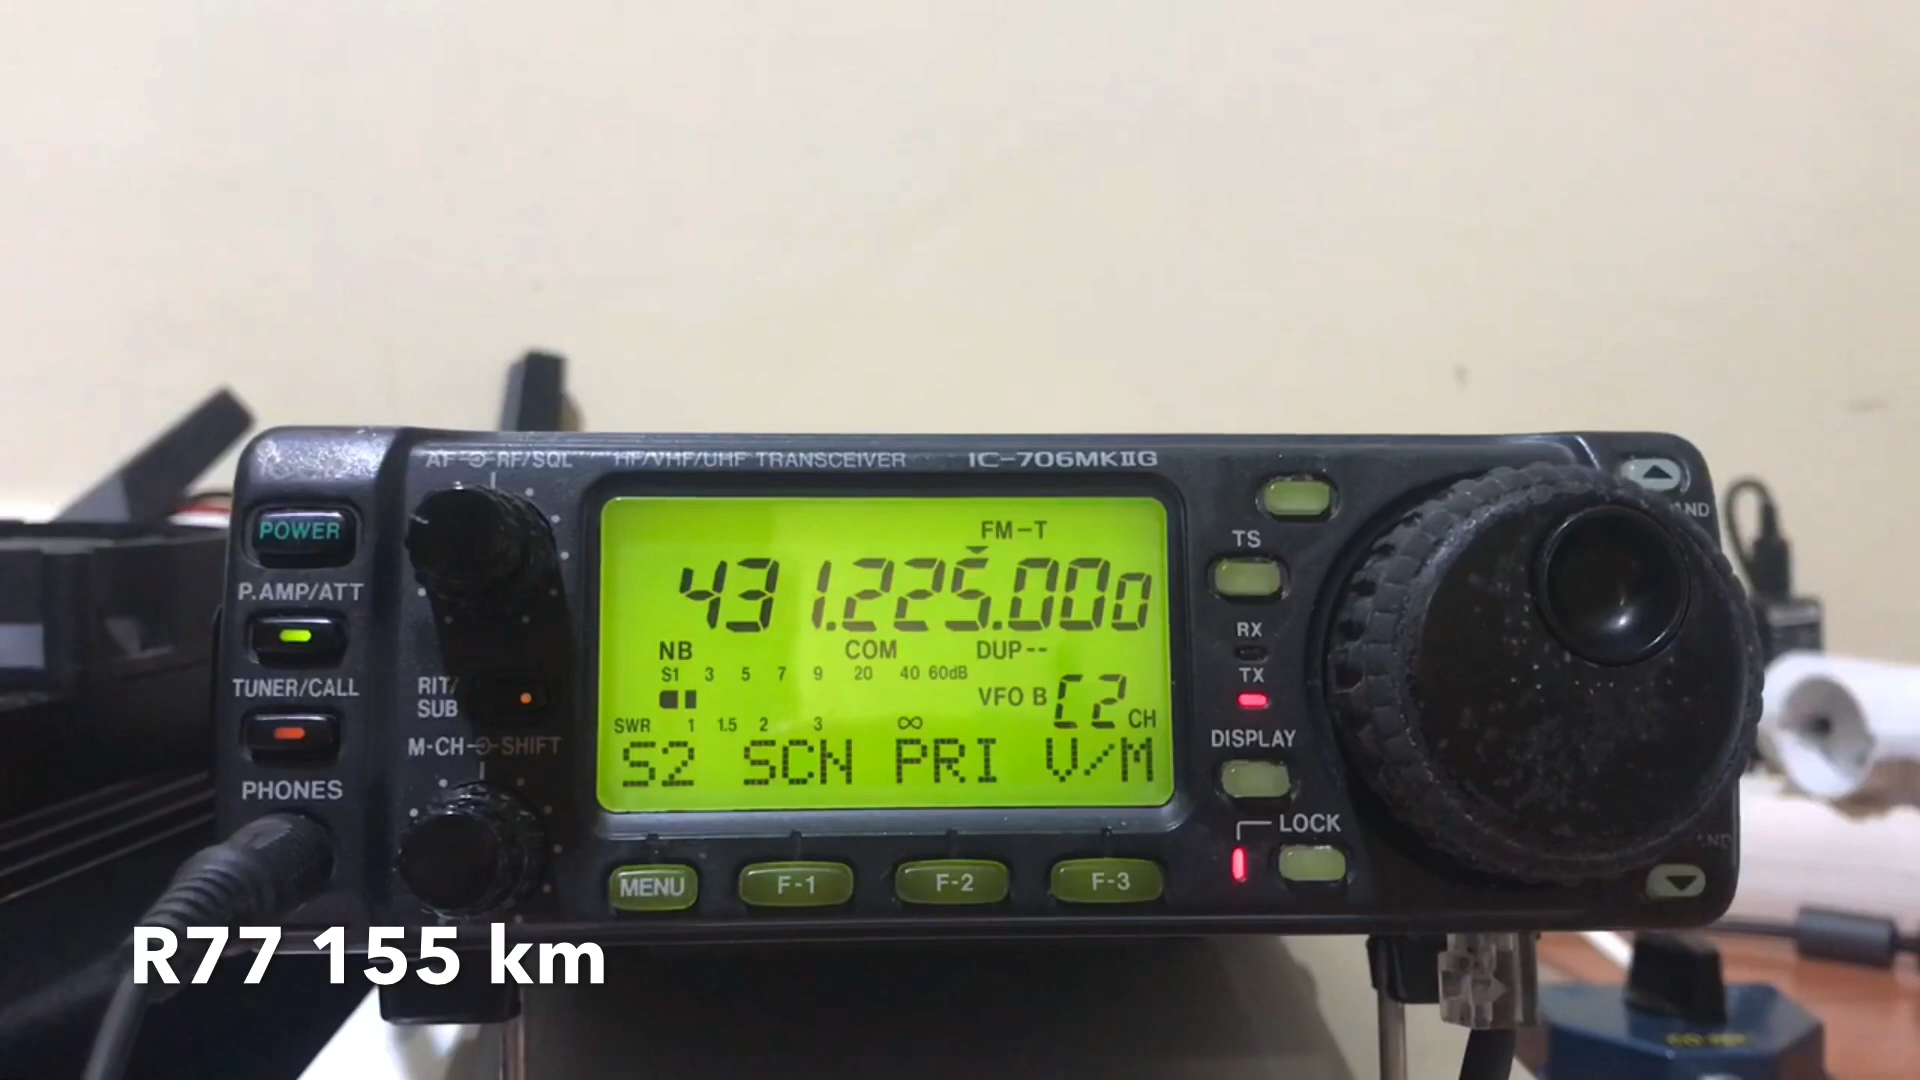 AF RF/SQL HF/VHF/UHF TRANSCEIVER IC-706MKIIG
POWER
P.AMP/ATT
TUNER/CALL
PHONES
RIT/
SUB
M-CH SHIFT
FM-T
431.225.000
NB COM DUP--
S1 3 5 7 9 20 40 60dB
VFO B C2 CH
SWR 1 1.5 2 3 ∞
S2 SCN PRI V/M
MENU F-1 F-2 F-3
TS
RX
TX
DISPLAY
LOCK
R77 155 km